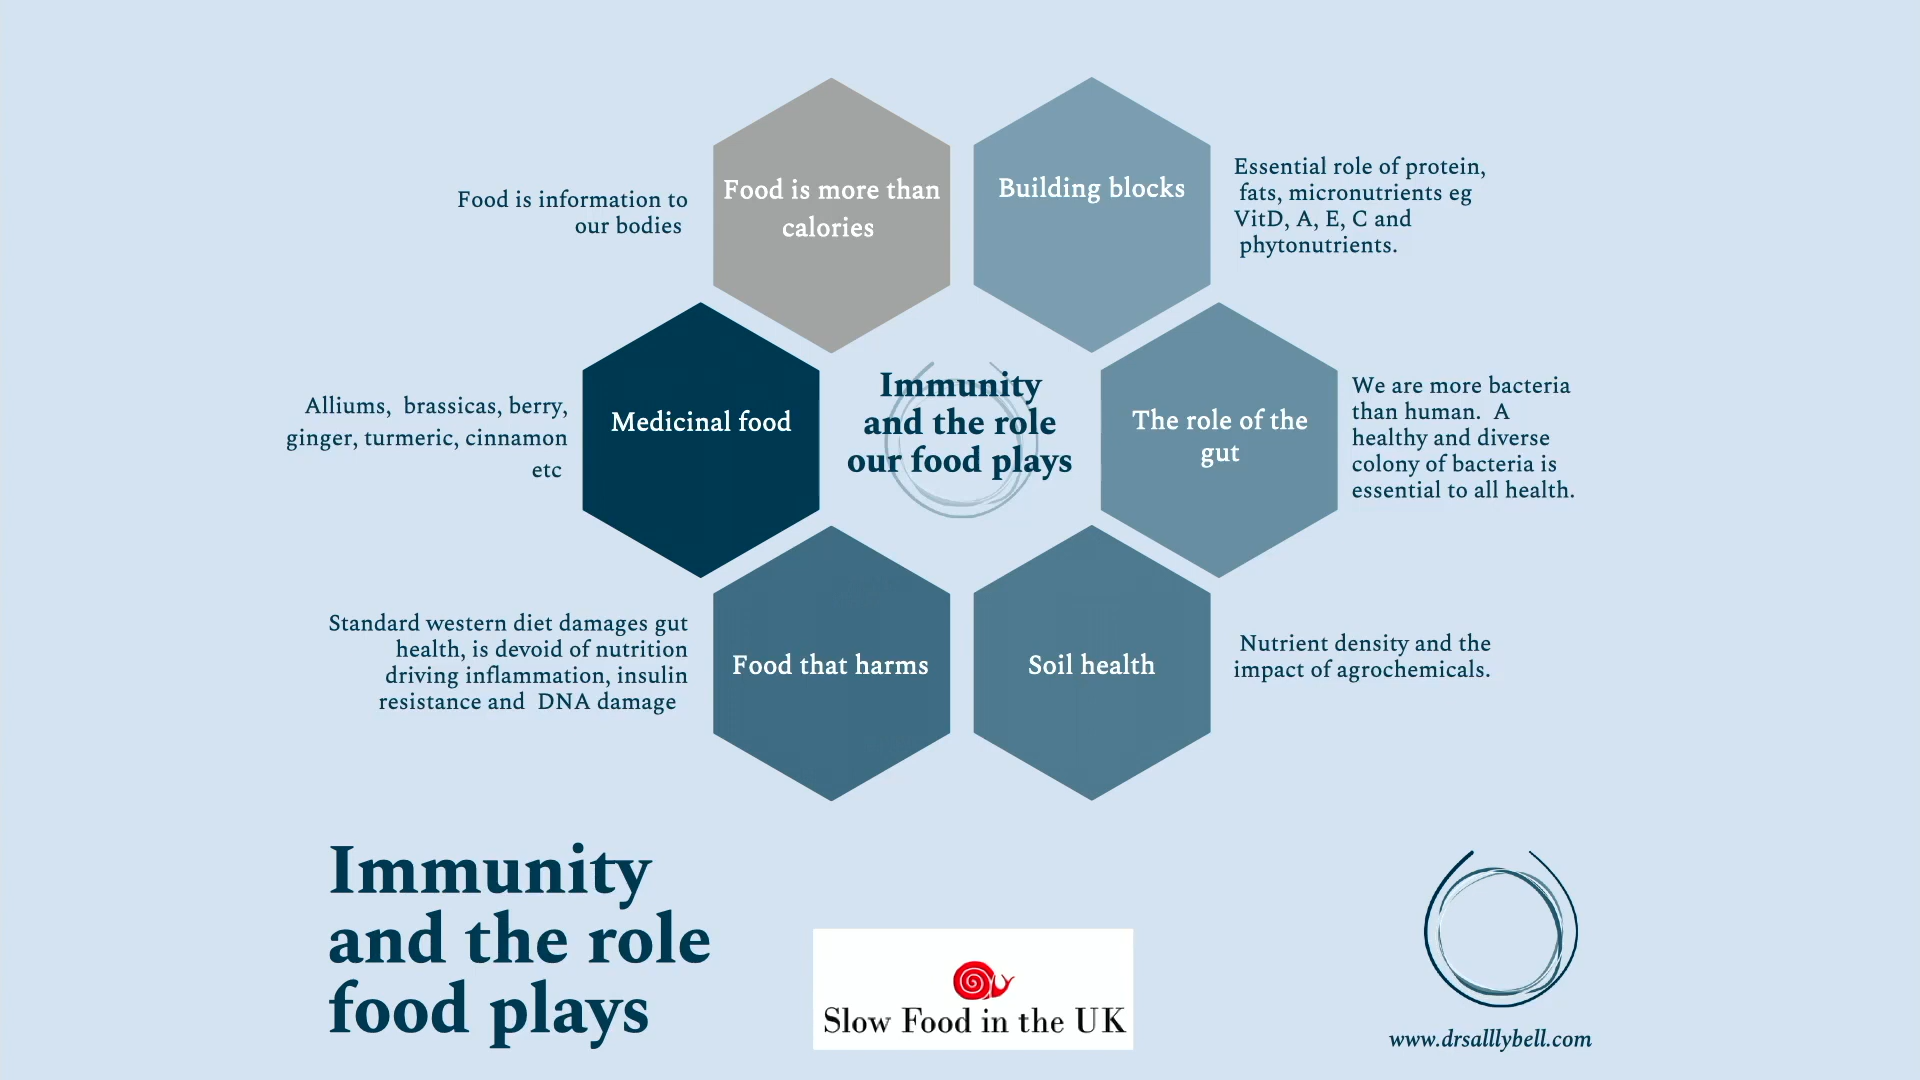 Food is more than
calories
Food is information to
our bodies
Building blocks
Essential role of protein,
fats, micronutrients eg
VitD, A, E, C and
phytonutrients.
Medicinal food
Alliums, brassicas, berry,
ginger, turmeric, cinnamon
etc
Immunity
and the role
our food plays
The role of the
gut
We are more bacteria
than human. A
healthy and diverse
colony of bacteria is
essential to all health.
Food that harms
Standard western diet damages gut
health, is devoid of nutrition
driving inflammation, insulin
resistance and DNA damage
Soil health
Nutrient density and the
impact of agrochemicals.
Immunity
and the role
food plays
Slow Food in the UK
www.drsalllybell.com